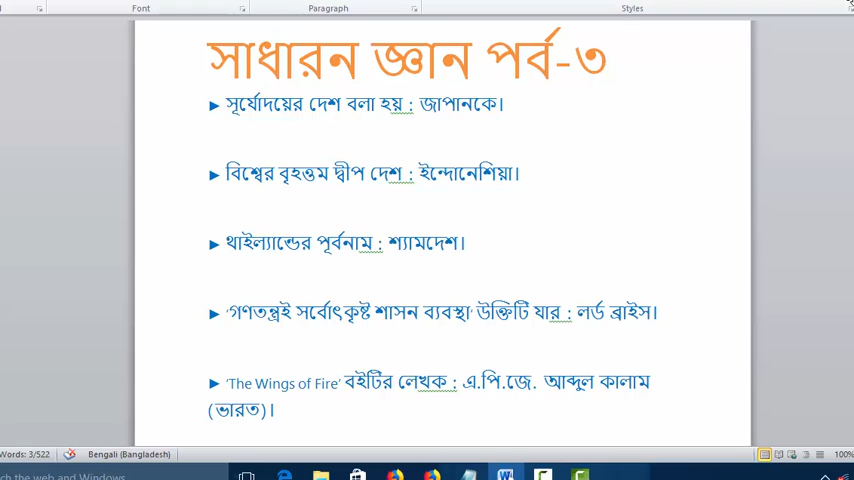 Font
Paragraph
Styles
সাধারন জ্ঞান পর্ব-৩
► সূর্যোদয়ের দেশ বলা হয় : জাপানকে।
► বিশ্বের বৃহত্তম দ্বীপ দেশ : ইন্দোনেশিয়া।
► থাইল্যান্ডের পূর্বনাম : শ্যামদেশ।
► ‘গণতন্ত্রই সর্বোৎকৃষ্ট শাসন ব্যবস্থা’ উক্তিটি যার : লর্ড ব্রাইস।
► ‘The Wings of Fire’ বইটির লেখক : এ.পি.জে. আব্দুল কালাম
(ভারত)।
Words: 3/522 Bengali (Bangladesh) 100%
ch the web and Windows